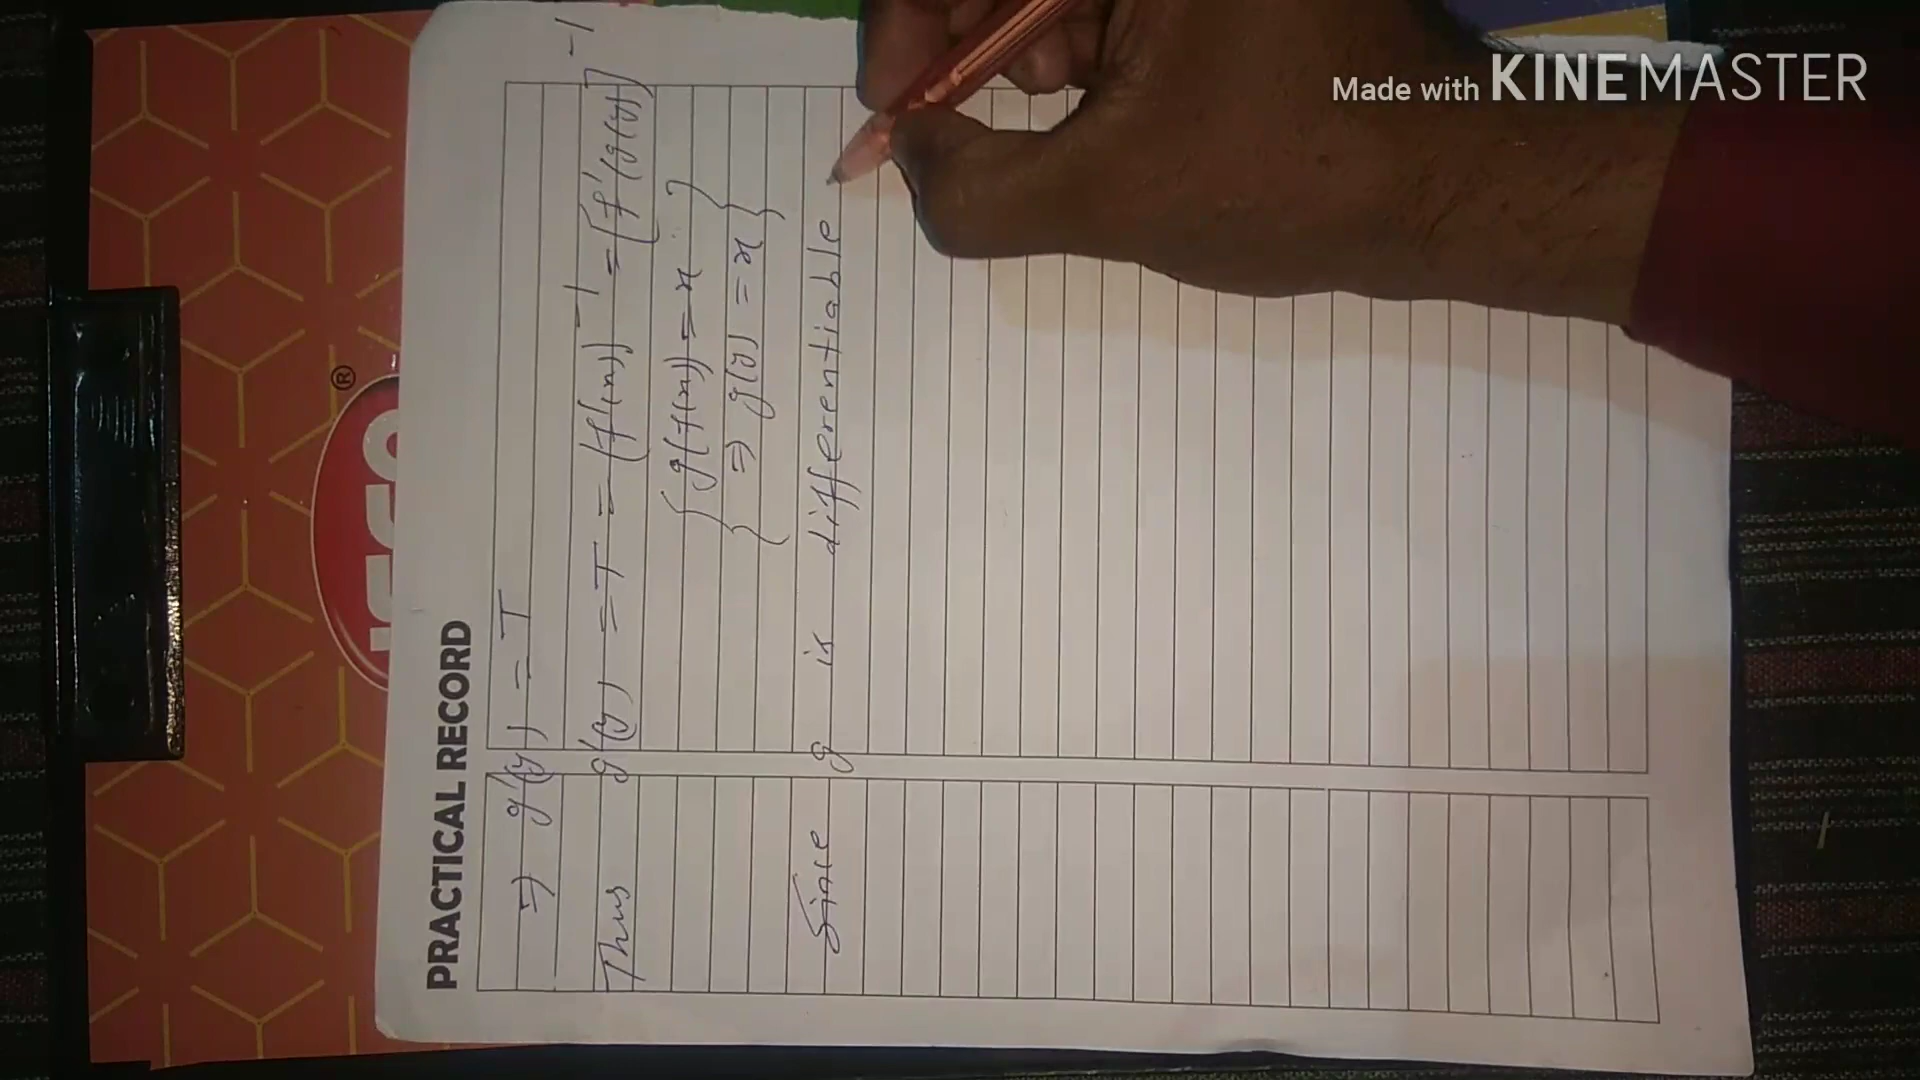 Made with KINEMASTER
PRACTICAL RECORD
⇒ g'(y) = T
Thus g'(y) = T = (f'(x))⁻¹ = [f'(g(y))]⁻¹
{ g(f(x)) = x }
{ ⇒ g(y) = x }
Since g is differentiable
®